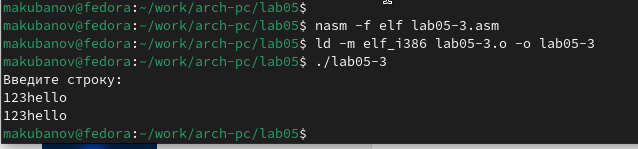 makubanov@fedora:~/work/arch-pc/lab05$
makubanov@fedora:~/work/arch-pc/lab05$ nasm -f elf lab05-3.asm
makubanov@fedora:~/work/arch-pc/lab05$ ld -m elf_i386 lab05-3.o -o lab05-3
makubanov@fedora:~/work/arch-pc/lab05$ ./lab05-3
Введите строку:
123hello
123hello
makubanov@fedora:~/work/arch-pc/lab05$